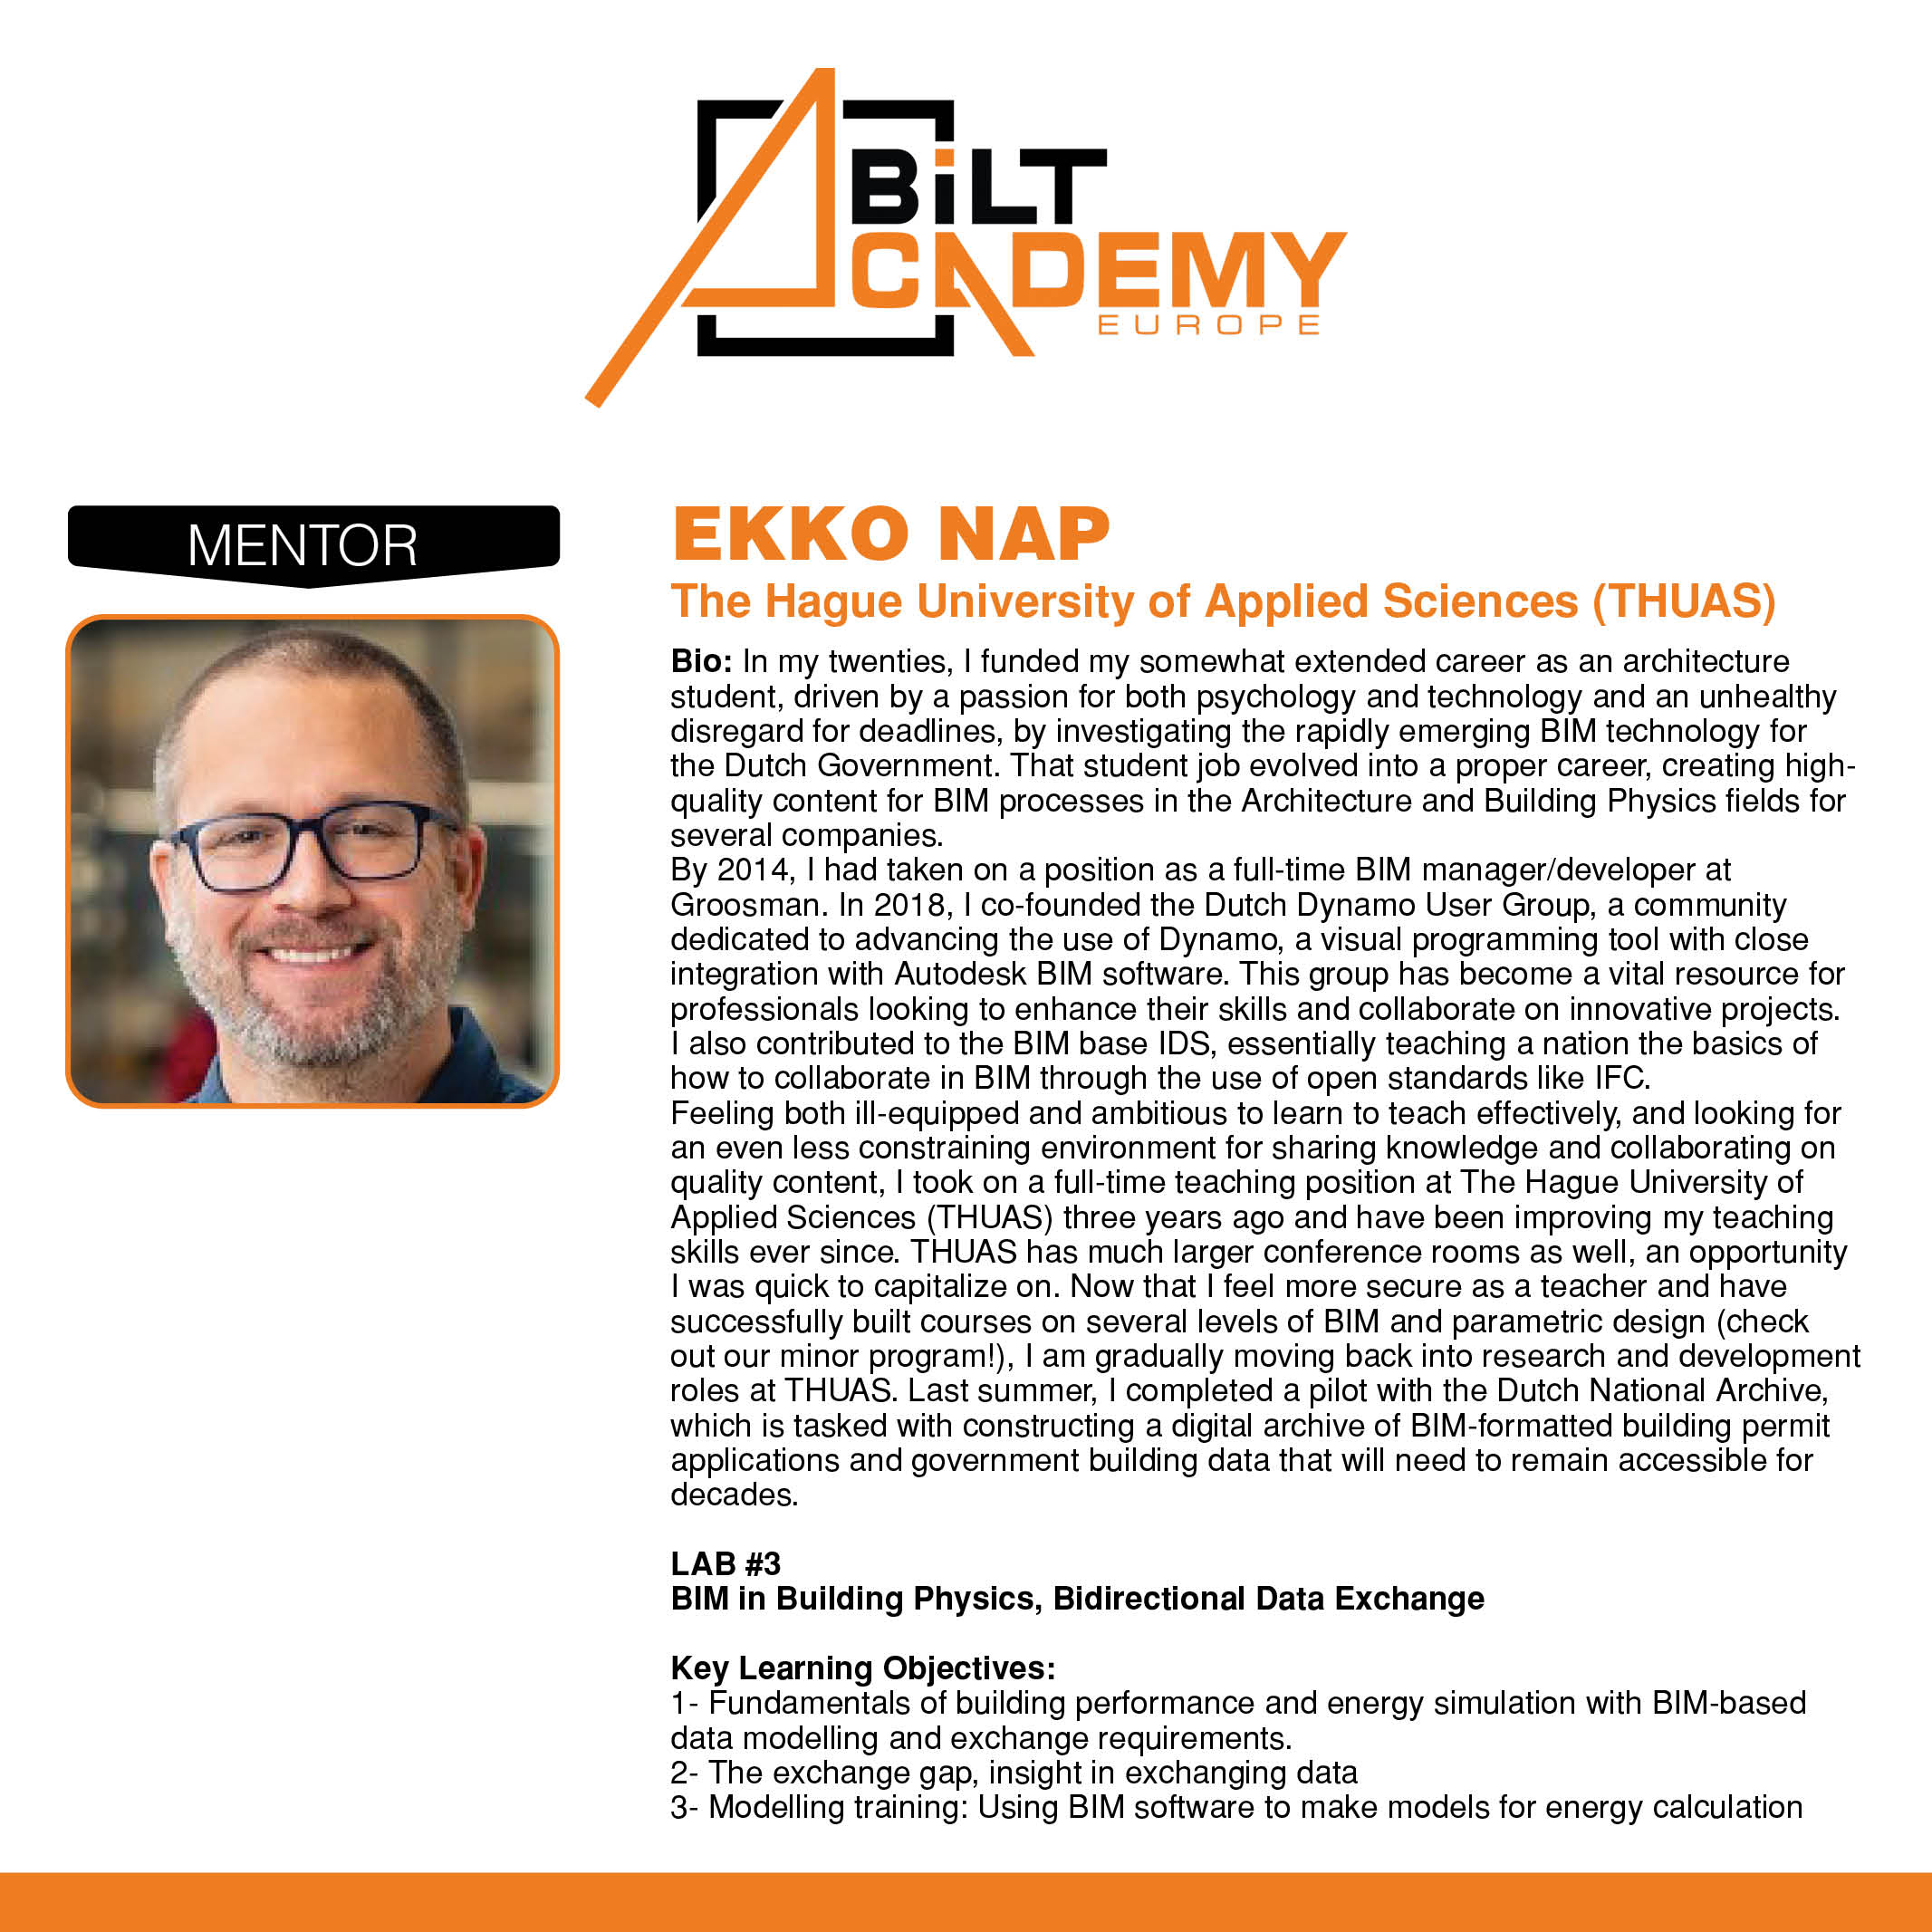 BiLT
ACADEMY
EUROPE
MENTOR
EKKO NAP
The Hague University of Applied Sciences (THUAS)
Bio: In my twenties, I funded my somewhat extended career as an architecture
student, driven by a passion for both psychology and technology and an unhealthy
disregard for deadlines, by investigating the rapidly emerging BIM technology for
the Dutch Government. That student job evolved into a proper career, creating high-
quality content for BIM processes in the Architecture and Building Physics fields for
several companies.
By 2014, I had taken on a position as a full-time BIM manager/developer at
Groosman. In 2018, I co-founded the Dutch Dynamo User Group, a community
dedicated to advancing the use of Dynamo, a visual programming tool with close
integration with Autodesk BIM software. This group has become a vital resource for
professionals looking to enhance their skills and collaborate on innovative projects.
I also contributed to the BIM base IDS, essentially teaching a nation the basics of
how to collaborate in BIM through the use of open standards like IFC.
Feeling both ill-equipped and ambitious to learn to teach effectively, and looking for
an even less constraining environment for sharing knowledge and collaborating on
quality content, I took on a full-time teaching position at The Hague University of
Applied Sciences (THUAS) three years ago and have been improving my teaching
skills ever since. THUAS has much larger conference rooms as well, an opportunity
I was quick to capitalize on. Now that I feel more secure as a teacher and have
successfully built courses on several levels of BIM and parametric design (check
out our minor program!), I am gradually moving back into research and development
roles at THUAS. Last summer, I completed a pilot with the Dutch National Archive,
which is tasked with constructing a digital archive of BIM-formatted building permit
applications and government building data that will need to remain accessible for
decades.
LAB #3
BIM in Building Physics, Bidirectional Data Exchange
Key Learning Objectives:
1- Fundamentals of building performance and energy simulation with BIM-based
data modelling and exchange requirements.
2- The exchange gap, insight in exchanging data
3- Modelling training: Using BIM software to make models for energy calculation